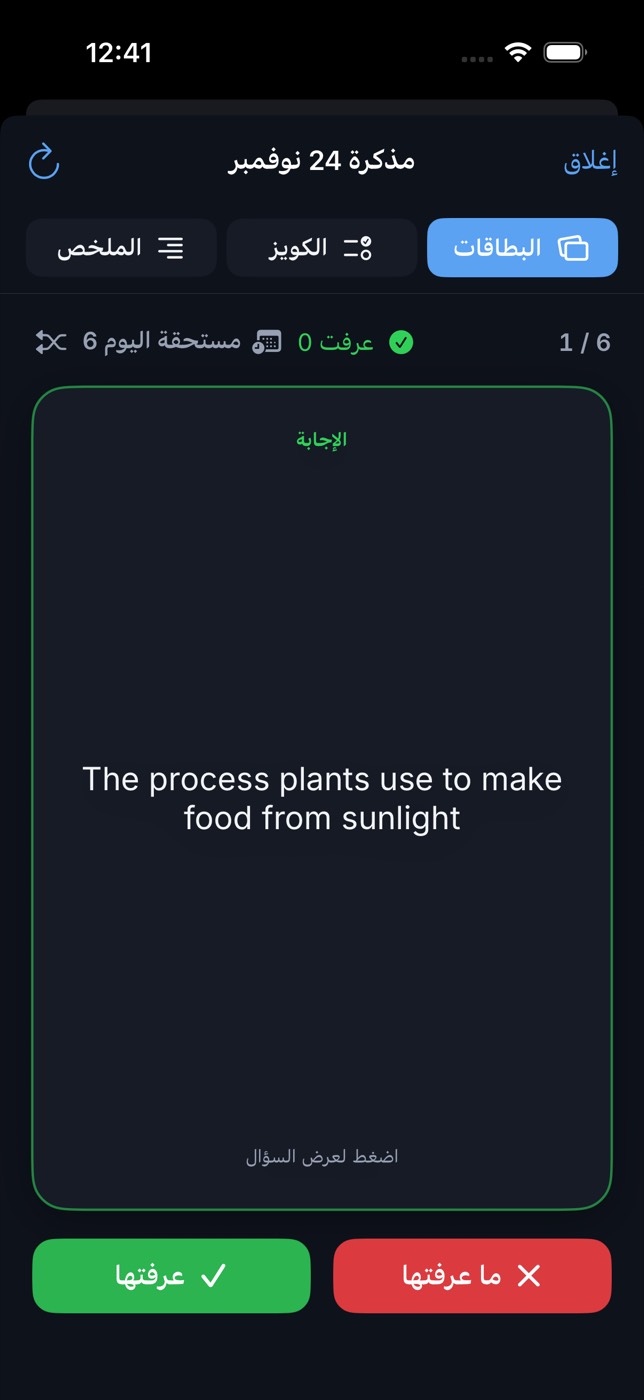 12:41
إغلاق
مذكرة 24 نوفمبر
البطاقات
الكويز
الملخص
1 / 6
عرفت 0
مستحقة اليوم 6
الإجابة
The process plants use to make
food from sunlight
اضغط لعرض السؤال
ما عرفتها
عرفتها